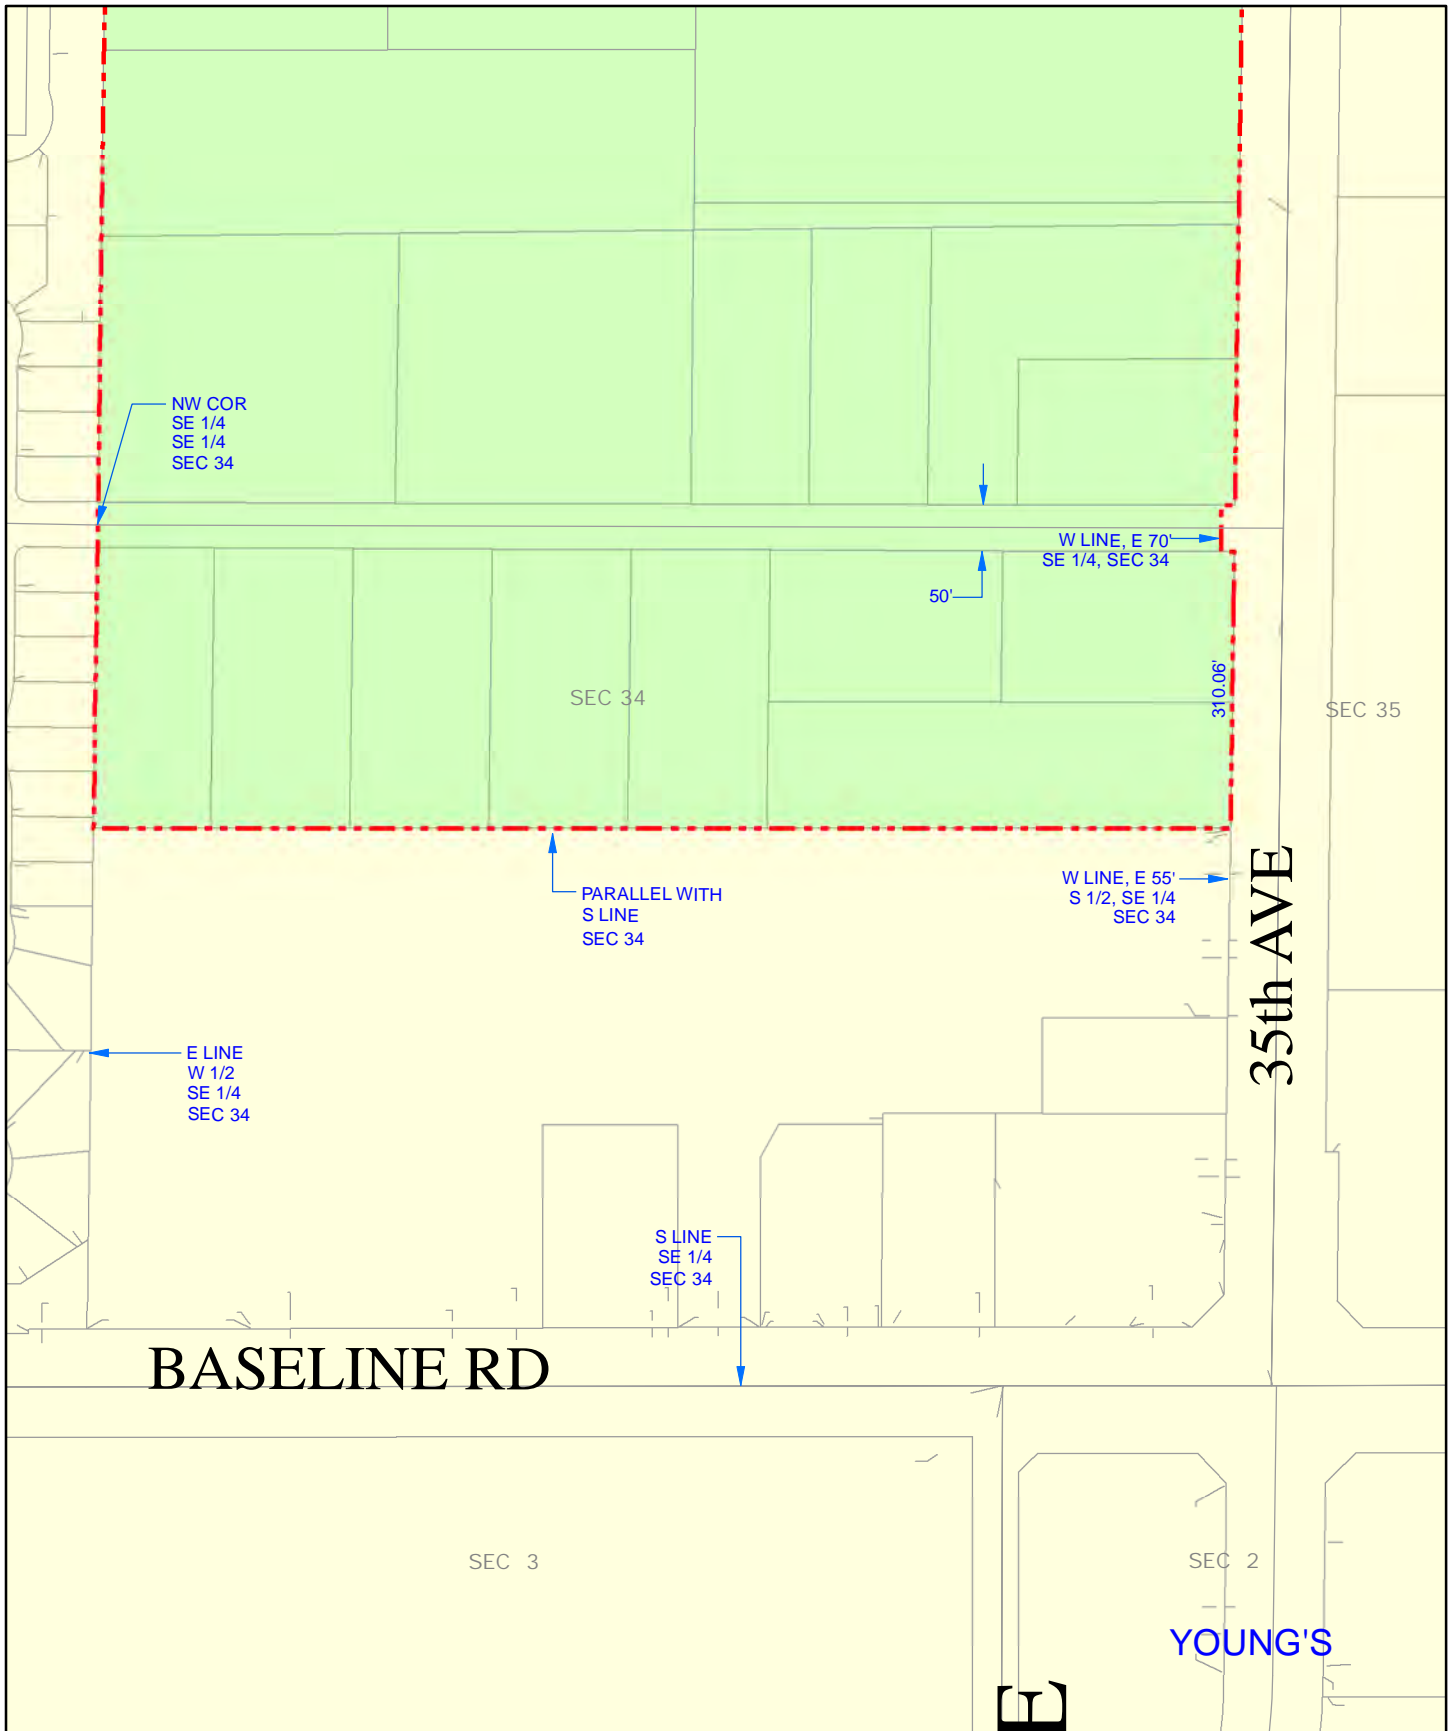 NW COR
SE 1/4
SE 1/4
SEC 34
W LINE, E 70'
SE 1/4, SEC 34
50'
310.06'
SEC 34
SEC 35
PARALLEL WITH
S LINE
SEC 34
W LINE, E 55'
S 1/2, SE 1/4
SEC 34
35th AVE
E LINE
W 1/2
SE 1/4
SEC 34
S LINE
SE 1/4
SEC 34
BASELINE RD
SEC 3
SEC 2
YOUNG'S
E